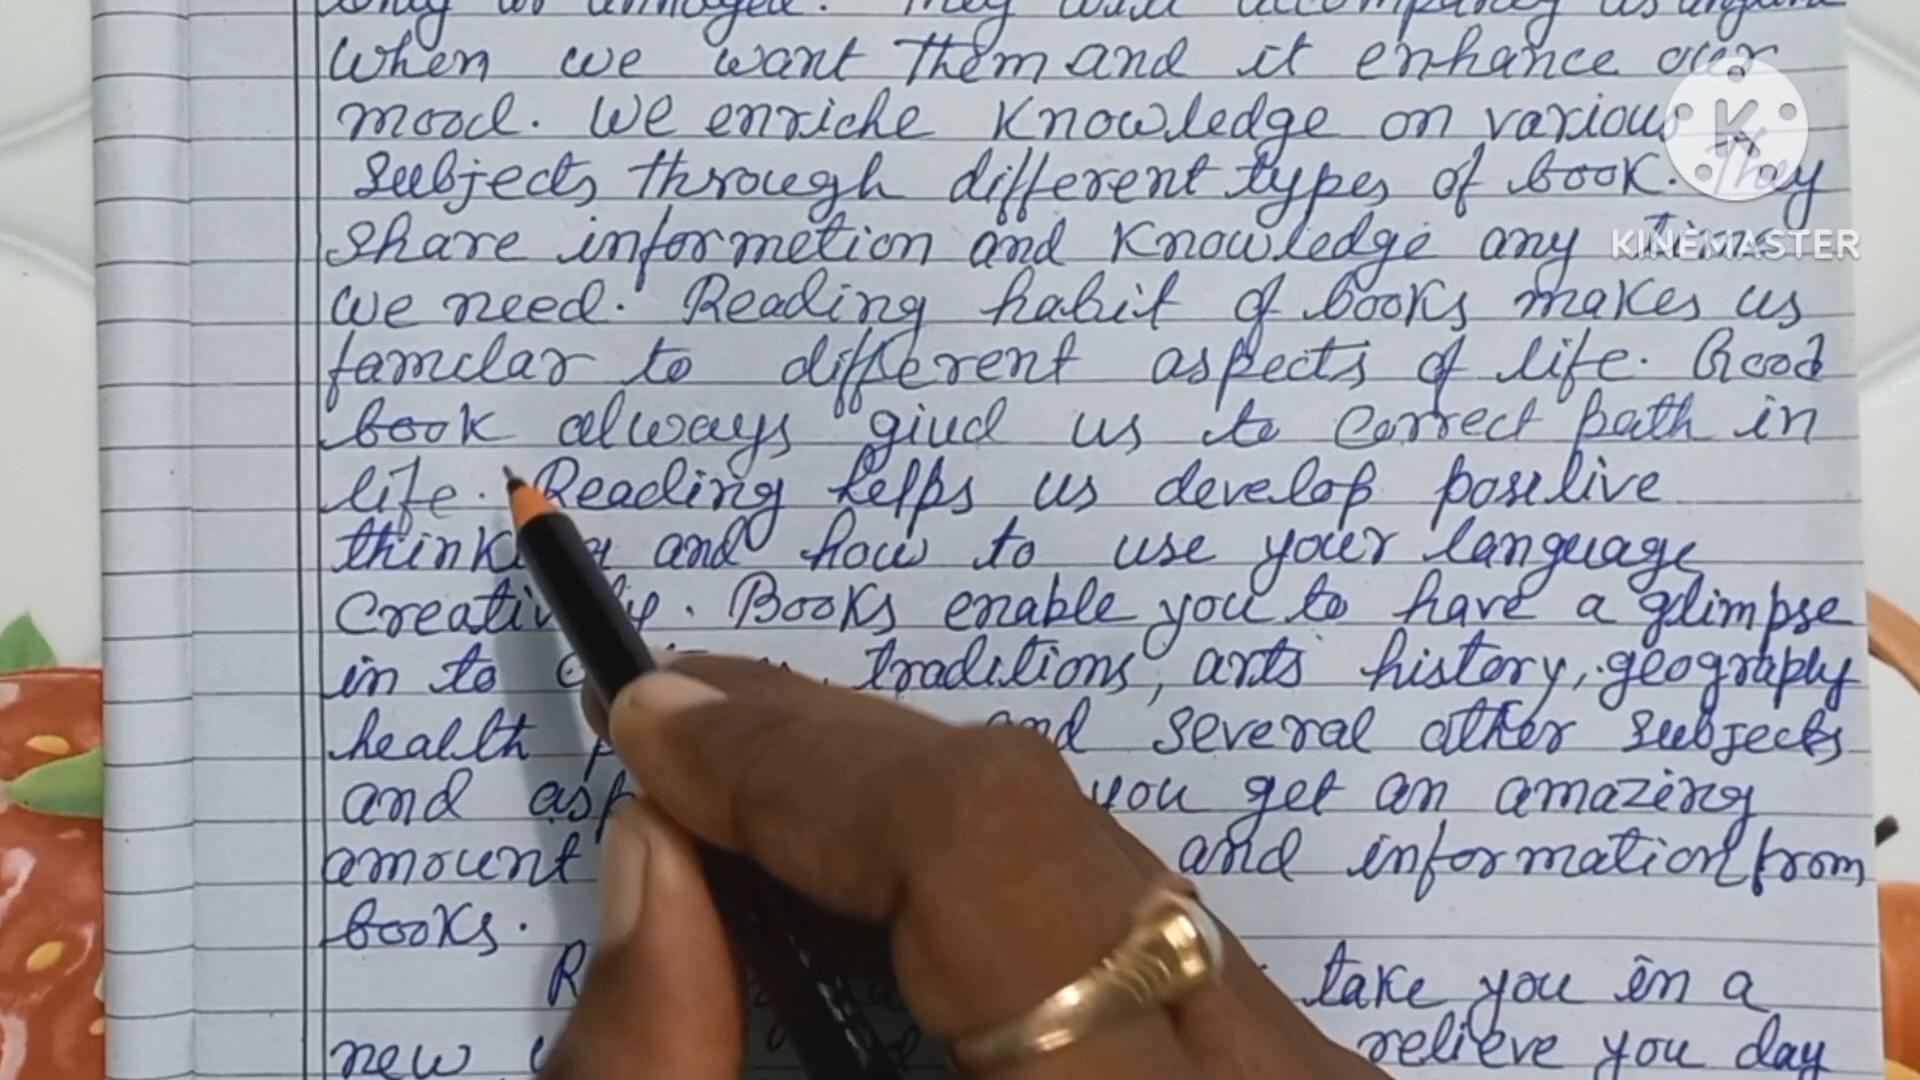 when we want them and it enhance our
mood. We enriche knowledge on various
subjects through different types of book. They
share informetion and knowledge any time
we need. Reading habit of books makes us
famclar to different aspects of life. Good
book always giud us to correct path in
life. Reading helps us develop positive
and how to use your language
Books enable you to have a glimpse
in to traditions, arts history, geography
health and several other subjects
and you get an amazing
amount and information from
books.
take you in a
new relieve you day
K
KINEMASTER